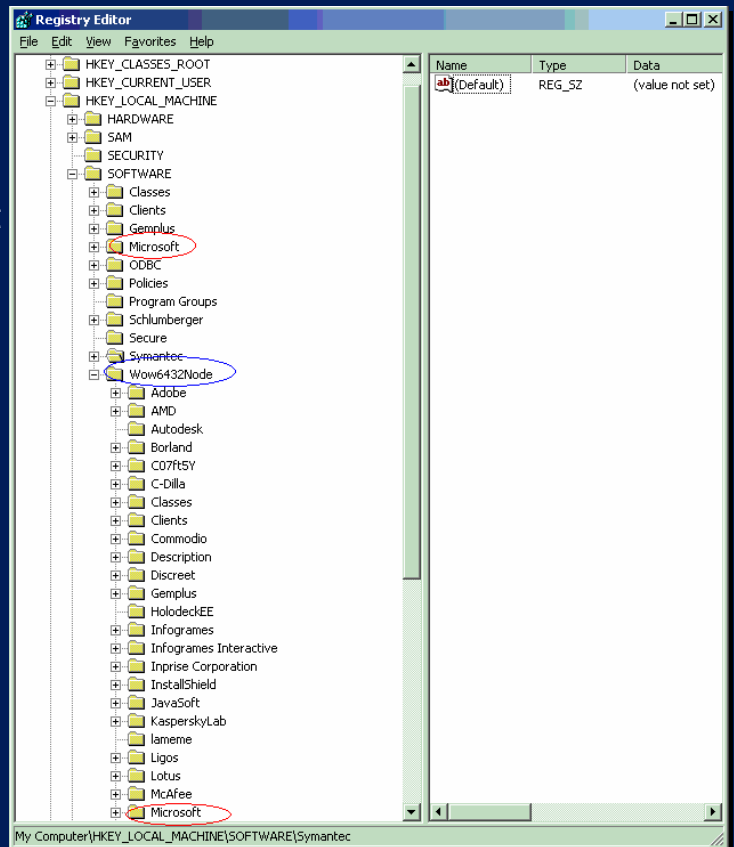 Registry Editor
File Edit View Favorites Help
HKEY_CLASSES_ROOT
HKEY_CURRENT_USER
HKEY_LOCAL_MACHINE
HARDWARE
SAM
SECURITY
SOFTWARE
Classes
Clients
Gemplus
Microsoft
ODBC
Policies
Program Groups
Schlumberger
Secure
Symantec
Wow6432Node
Adobe
AMD
Autodesk
Borland
C07ft5Y
C-Dilla
Classes
Clients
Commodio
Description
Discreet
Gemplus
HolodeckEE
Infogrames
Infogrames Interactive
Inprise Corporation
InstallShield
JavaSoft
KasperskyLab
lameme
Ligos
Lotus
McAfee
Microsoft
Name Type Data
ab (Default) REG_SZ (value not set)
My Computer\HKEY_LOCAL_MACHINE\SOFTWARE\Symantec